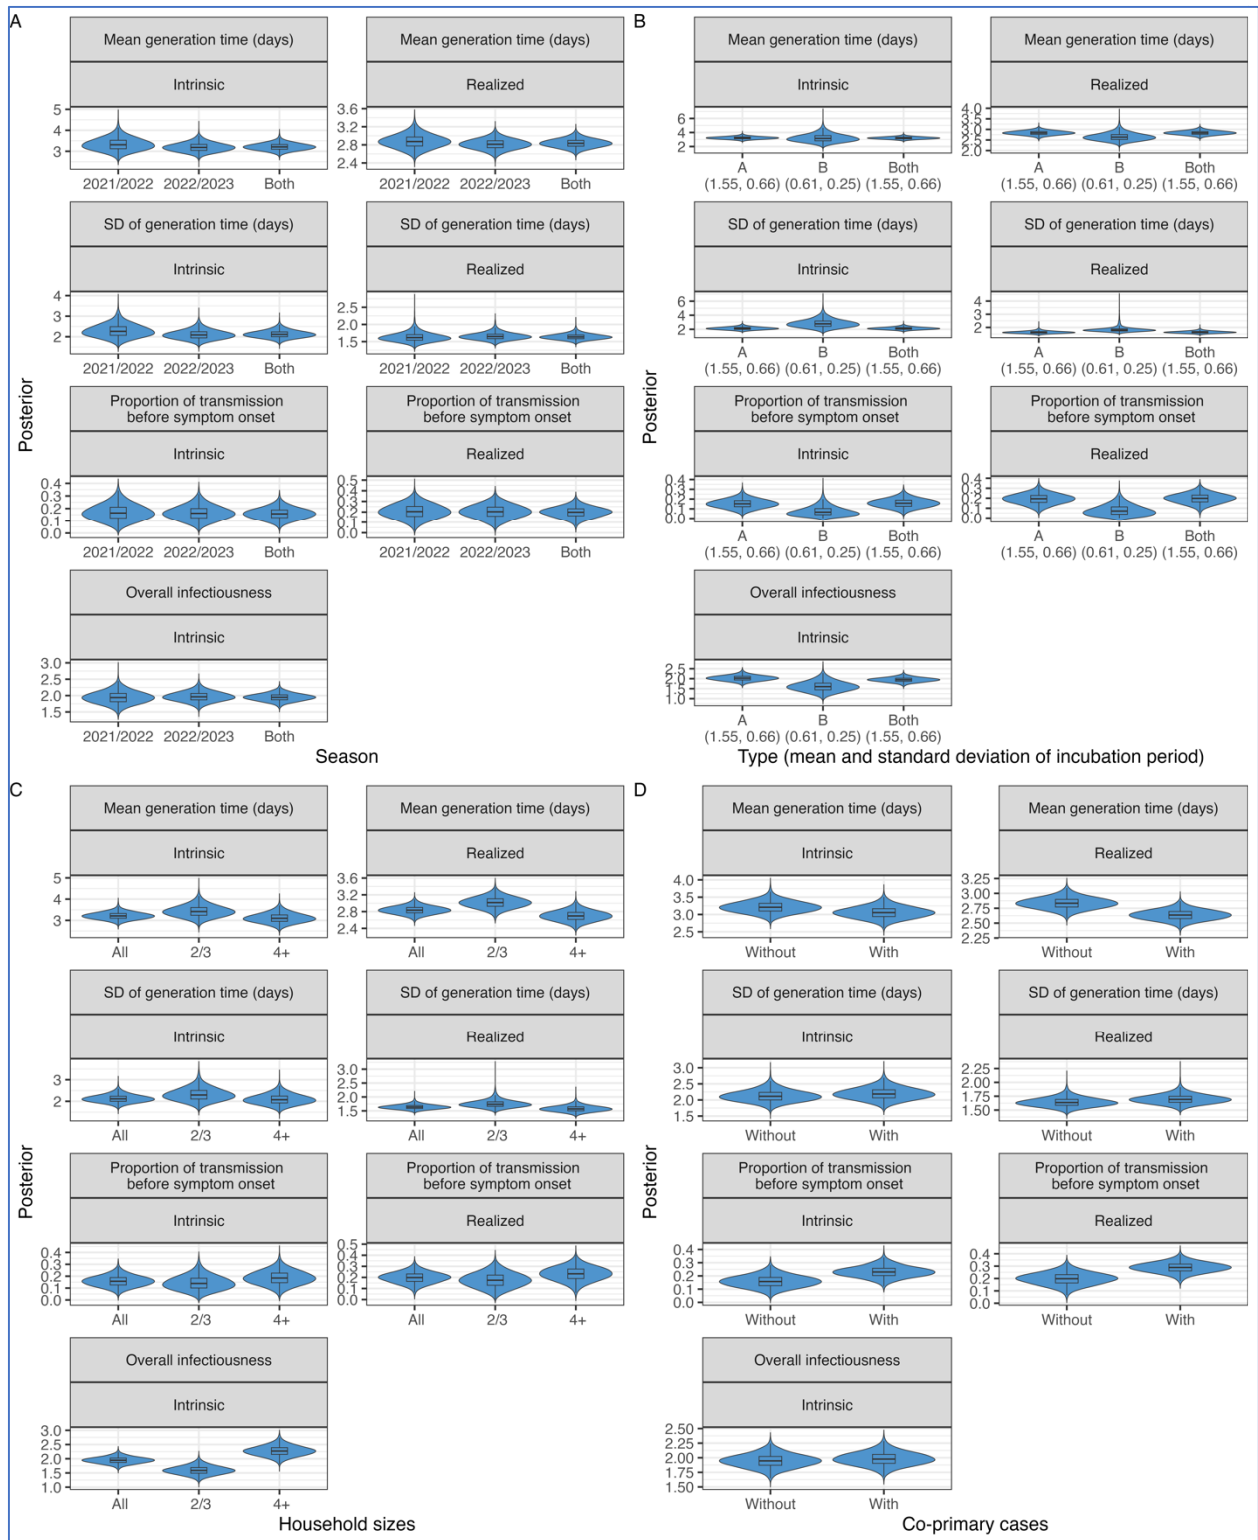 A
Mean generation time (days)
Mean generation time (days)
Intrinsic
Realized
5
4
3
3.6
3.2
2.8
2.4
2021/2022 2022/2023 Both
2021/2022 2022/2023 Both
SD of generation time (days)
SD of generation time (days)
Intrinsic
Realized
4
3
2
2.5
2.0
1.5
2021/2022 2022/2023 Both
2021/2022 2022/2023 Both
Posterior
Proportion of transmission
before symptom onset
Proportion of transmission
before symptom onset
Intrinsic
Realized
0.4
0.3
0.2
0.1
0.0
0.5
0.4
0.3
0.2
0.1
0.0
2021/2022 2022/2023 Both
2021/2022 2022/2023 Both
Overall infectiousness
Intrinsic
3.0
2.5
2.0
1.5
2021/2022 2022/2023 Both
Season
B
Mean generation time (days)
Mean generation time (days)
Intrinsic
Realized
6
4
2
4.0
3.5
3.0
2.5
2.0
A B Both
(1.55, 0.66) (0.61, 0.25) (1.55, 0.66)
A B Both
(1.55, 0.66) (0.61, 0.25) (1.55, 0.66)
SD of generation time (days)
SD of generation time (days)
Intrinsic
Realized
6
4
2
4
3
2
A B Both
(1.55, 0.66) (0.61, 0.25) (1.55, 0.66)
A B Both
(1.55, 0.66) (0.61, 0.25) (1.55, 0.66)
Posterior
Proportion of transmission
before symptom onset
Proportion of transmission
before symptom onset
Intrinsic
Realized
0.4
0.3
0.2
0.1
0.0
0.4
0.3
0.2
0.1
0.0
A B Both
(1.55, 0.66) (0.61, 0.25) (1.55, 0.66)
A B Both
(1.55, 0.66) (0.61, 0.25) (1.55, 0.66)
Overall infectiousness
Intrinsic
2.5
2.0
1.5
1.0
A B Both
(1.55, 0.66) (0.61, 0.25) (1.55, 0.66)
Type (mean and standard deviation of incubation period)
C
Mean generation time (days)
Mean generation time (days)
Intrinsic
Realized
5
4
3
3.6
3.2
2.8
2.4
All 2/3 4+
All 2/3 4+
SD of generation time (days)
SD of generation time (days)
Intrinsic
Realized
3
2
3.0
2.5
2.0
1.5
All 2/3 4+
All 2/3 4+
Posterior
Proportion of transmission
before symptom onset
Proportion of transmission
before symptom onset
Intrinsic
Realized
0.4
0.3
0.2
0.1
0.0
0.5
0.4
0.3
0.2
0.1
0.0
All 2/3 4+
All 2/3 4+
Overall infectiousness
Intrinsic
3.0
2.5
2.0
1.5
1.0
All 2/3 4+
Household sizes
D
Mean generation time (days)
Mean generation time (days)
Intrinsic
Realized
4.0
3.5
3.0
2.5
3.25
3.00
2.75
2.50
2.25
Without With
Without With
SD of generation time (days)
SD of generation time (days)
Intrinsic
Realized
3.0
2.5
2.0
1.5
2.25
2.00
1.75
1.50
Without With
Without With
Posterior
Proportion of transmission
before symptom onset
Proportion of transmission
before symptom onset
Intrinsic
Realized
0.4
0.3
0.2
0.1
0.0
0.4
0.3
0.2
0.1
0.0
Without With
Without With
Overall infectiousness
Intrinsic
2.50
2.25
2.00
1.75
1.50
Without With
Co-primary cases